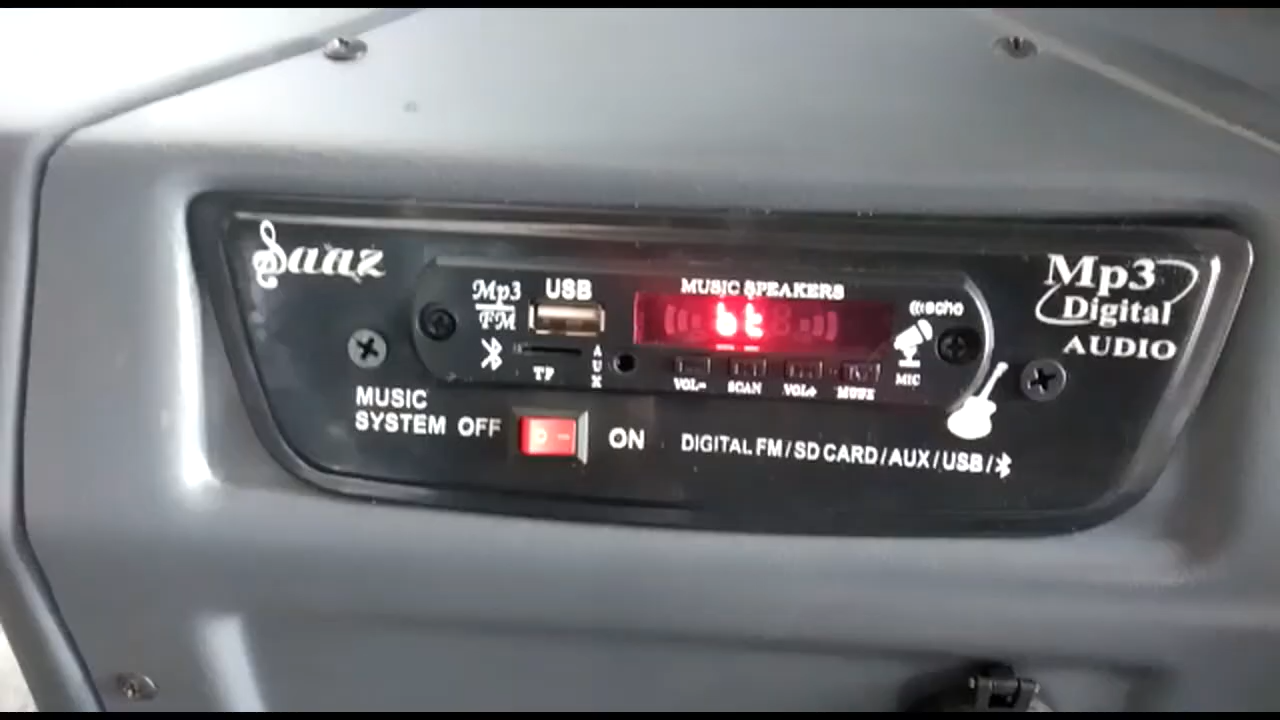 Saaz
Mp3
FM
USB
TF
AUX
MUSIC SPEAKERS
bt
echo
MIC
VOL-
SCAN
VOL+
MODE
Mp3
Digital
AUDIO
MUSIC
SYSTEM OFF
ON
DIGITAL FM/SD CARD/AUX/USB/